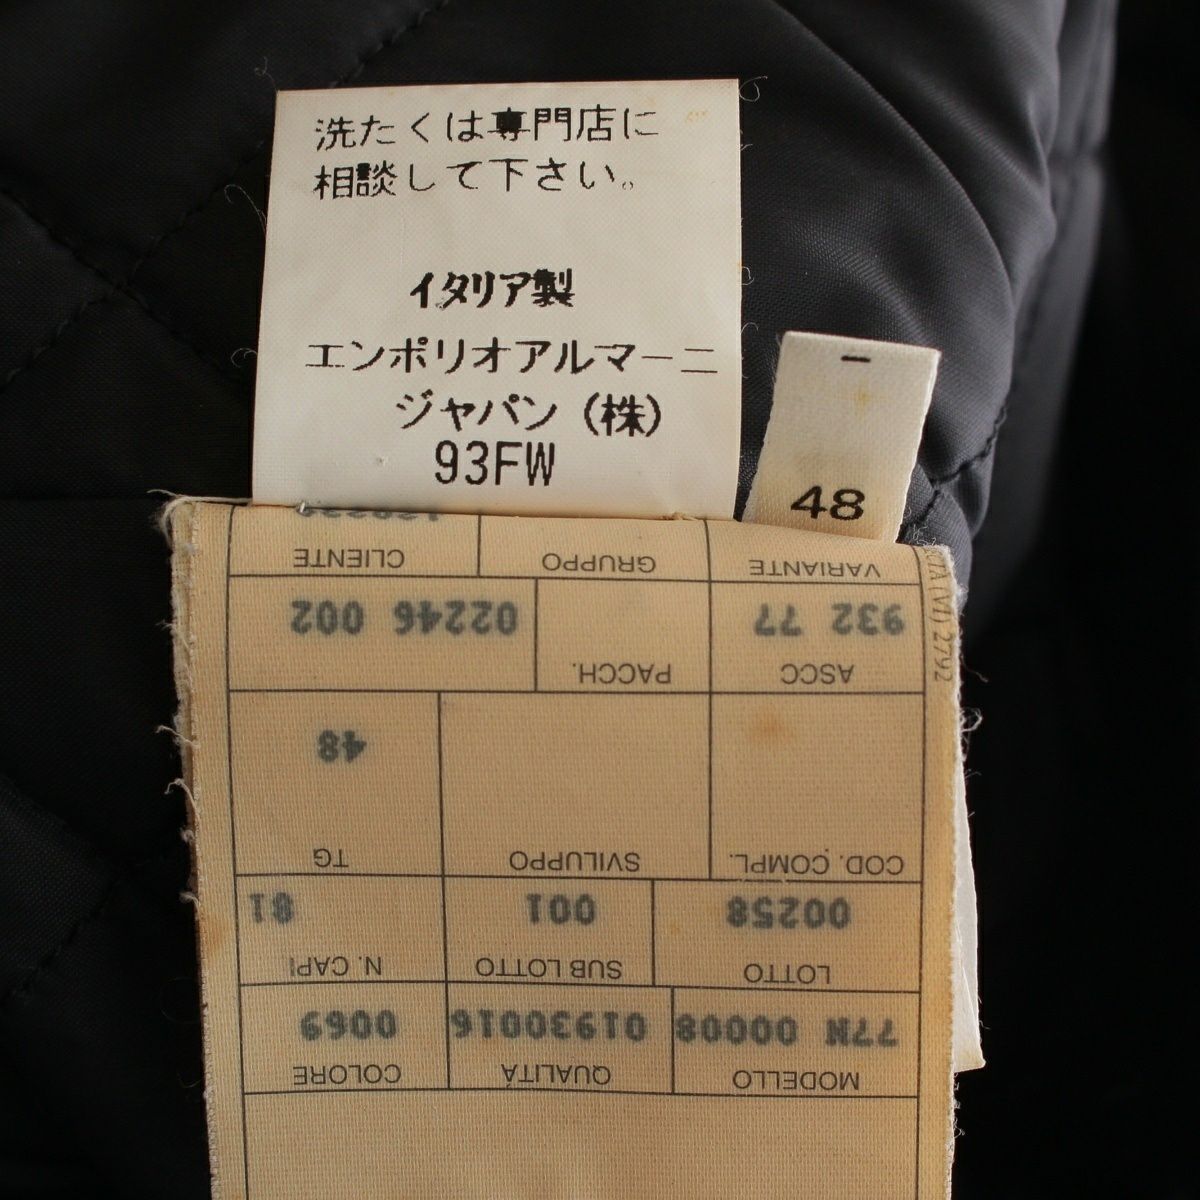 洗たくは専門店に
相談して下さい。
イタリア製
エンポリオアルマーニ
ジャパン (株)
93FW
48
MODELLO QUALITÀ COLORE
77N 00008 01930016 0069
LOTTO SUB LOTTO N. CAPI
00258 001 81
COD. COMPL. SVILUPPO TG
48
ASCC PACCH.
932 77 02246 002
VARIANTE GRUPPO CLIENTE
(VI) 2792